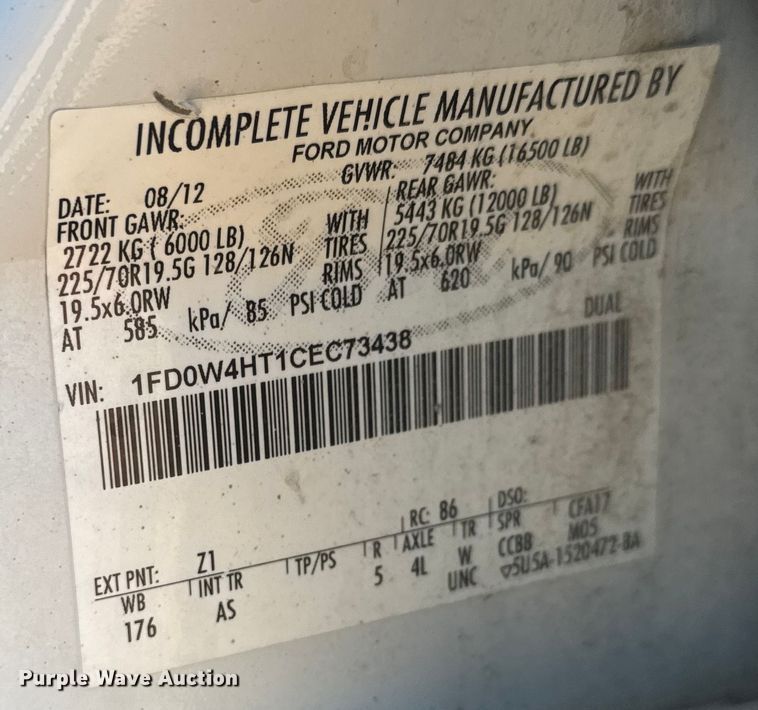 INCOMPLETE VEHICLE MANUFACTURED BY
FORD MOTOR COMPANY
DATE: 08/12
GVWR: 7484 KG (16500 LB)
FRONT GAWR:
2722 KG ( 6000 LB)
225/70R19.5G 128/126N
19.5x6.0RW
AT 585 kPa/ 85 PSI COLD
WITH
TIRES
RIMS
REAR GAWR:
5443 KG (12000 LB)
225/70R19.5G 128/126N
19.5x6.0RW
AT 620 kPa/ 90 PSI COLD
WITH
TIRES
RIMS
DUAL
VIN: 1FD0W4HT1CEC73438
EXT PNT: Z1
RC: 86
DSO:
WB
INT TR
TP/PS
R
AXLE
TR
SPR
CFA17
176
AS
5
4L
W
CCB8
M05
UNC
▽5U5A-1520472-BA
Purple Wave Auction